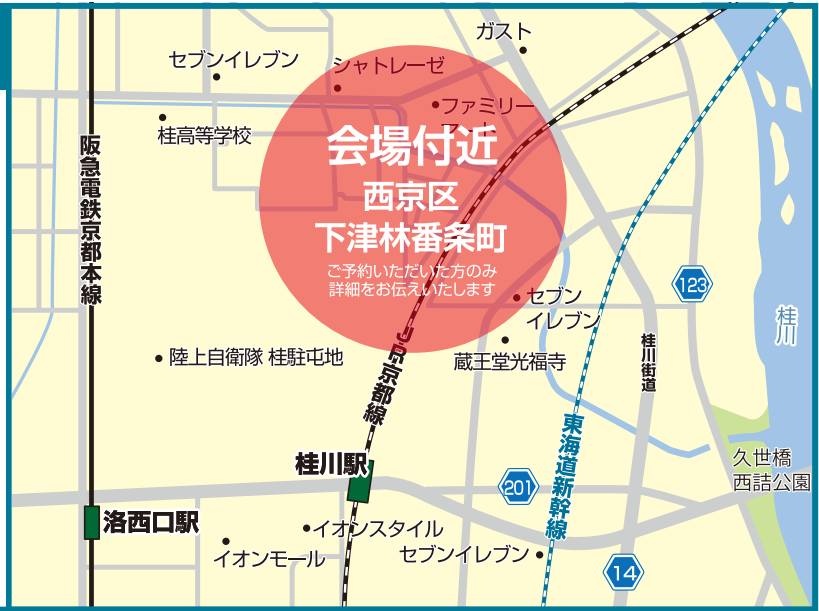 ガスト
セブンイレブン
シャトレーゼ
ファミリー
マート
桂高等学校
会場付近
西京区
下津林番条町
ご予約いただいた方のみ
詳細をお伝えいたします
阪急電鉄京都本線
123
セブン
イレブン
桂川
蔵王堂光福寺
桂川街道
陸上自衛隊 桂駐屯地
JR京都線
東海道新幹線
久世橋
西詰公園
桂川駅
201
洛西口駅
イオンスタイル
イオンモール
セブンイレブン
14